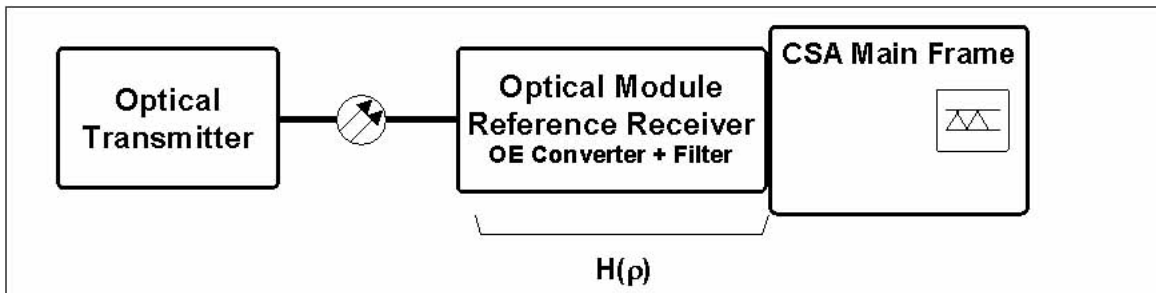 Optical
Transmitter
Optical Module
Reference Receiver
OE Converter + Filter
CSA Main Frame
H(ρ)